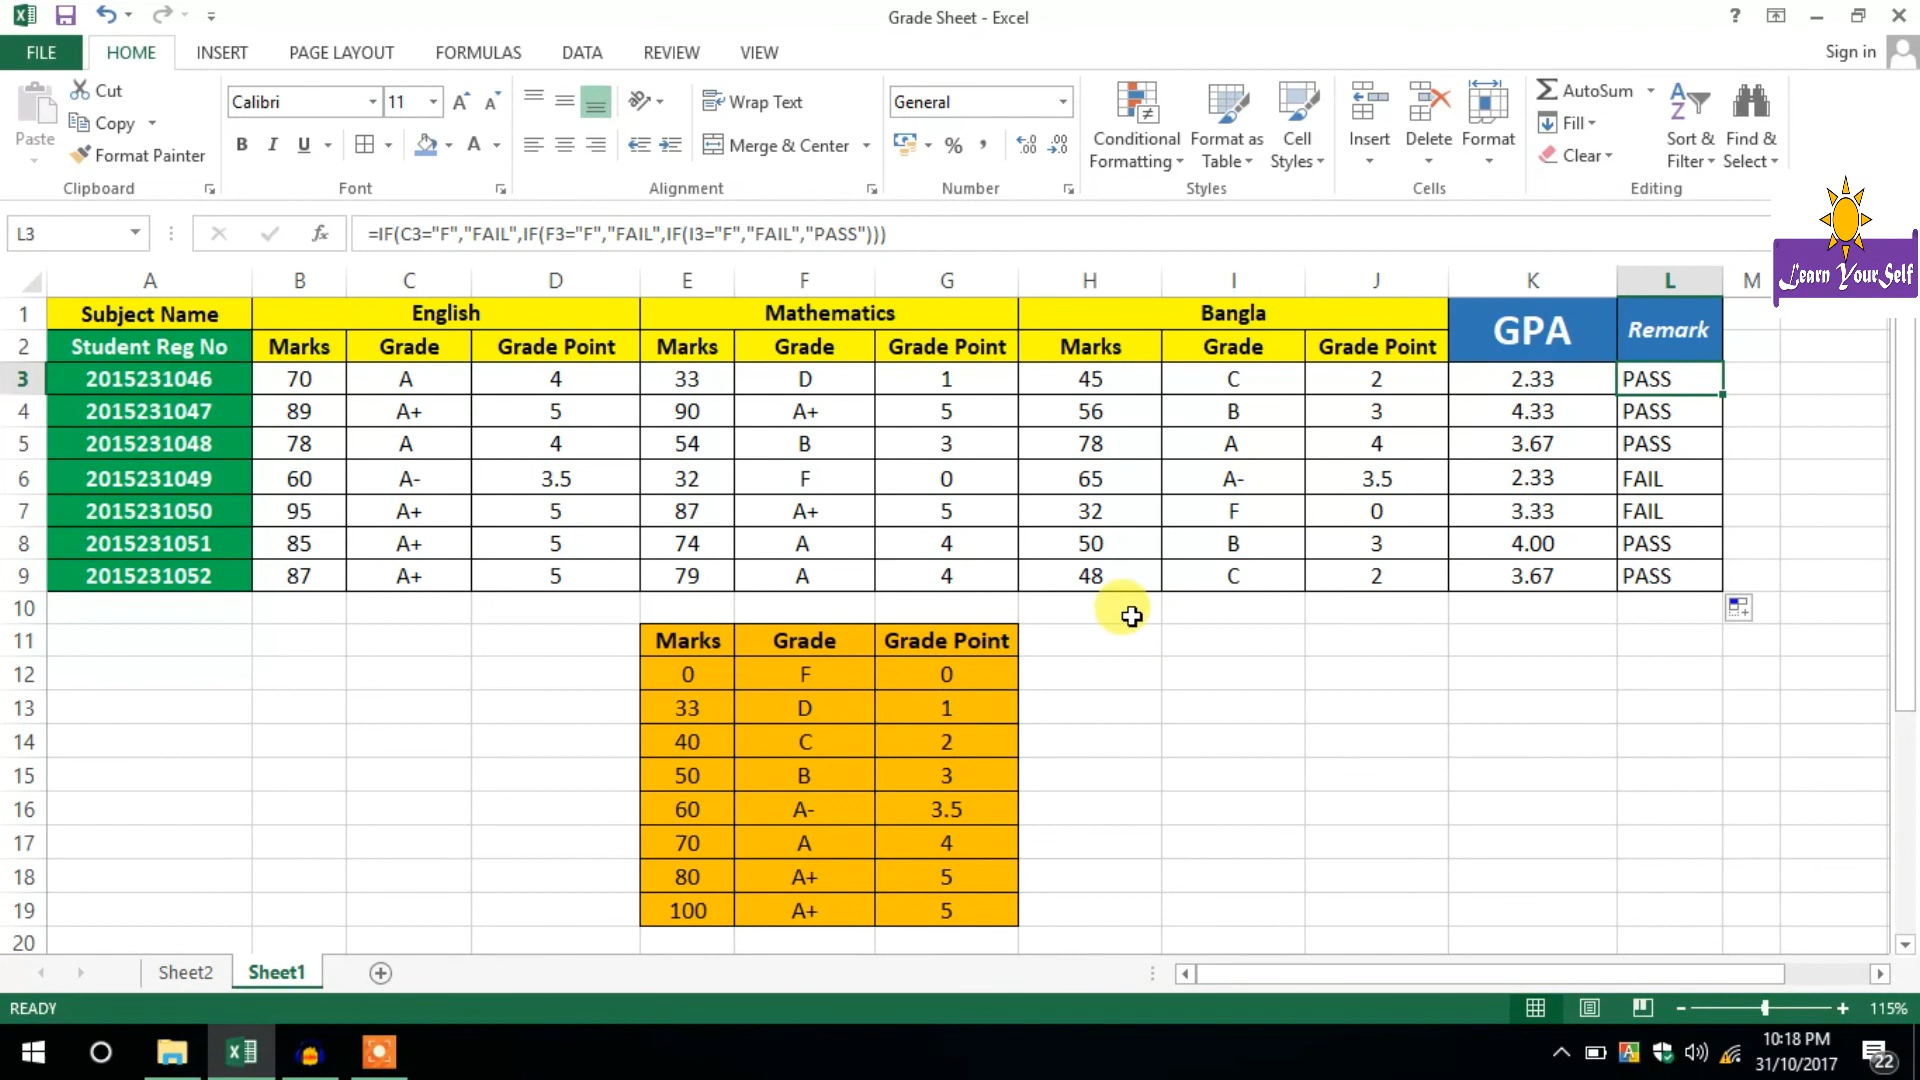 Grade Sheet - Excel
?
FILE HOME INSERT PAGE LAYOUT FORMULAS DATA REVIEW VIEW Sign in
Paste
Cut
Copy
Format Painter
Clipboard
Calibri 11
B I U A
Font
Wrap Text
Merge & Center
Alignment
General
%
Number
Conditional Formatting
Format as Table
Cell Styles
Styles
Insert Delete Format
Cells
AutoSum
Fill
Clear
Sort & Filter
Find & Select
Editing
Learn YourSelf
L3 fx =IF(C3="F","FAIL",IF(F3="F","FAIL",IF(I3="F","FAIL","PASS")))
A B C D E F G H I J K L M
1 Subject Name English Mathematics Bangla GPA Remark
2 Student Reg No Marks Grade Grade Point Marks Grade Grade Point Marks Grade Grade Point
3 2015231046 70 A 4 33 D 1 45 C 2 2.33 PASS
4 2015231047 89 A+ 5 90 A+ 5 56 B 3 4.33 PASS
5 2015231048 78 A 4 54 B 3 78 A 4 3.67 PASS
6 2015231049 60 A- 3.5 32 F 0 65 A- 3.5 2.33 FAIL
7 2015231050 95 A+ 5 87 A+ 5 32 F 0 3.33 FAIL
8 2015231051 85 A+ 5 74 A 4 50 B 3 4.00 PASS
9 2015231052 87 A+ 5 79 A 4 48 C 2 3.67 PASS
10
11 Marks Grade Grade Point
12 0 F 0
13 33 D 1
14 40 C 2
15 50 B 3
16 60 A- 3.5
17 70 A 4
18 80 A+ 5
19 100 A+ 5
20
Sheet2 Sheet1
READY 115%
10:18 PM
31/10/2017
22